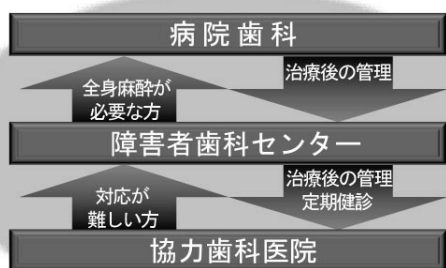 病院歯科
全身麻酔が
必要な方
治療後の管理
障害者歯科センター
対応が
難しい方
治療後の管理
定期健診
協力歯科医院